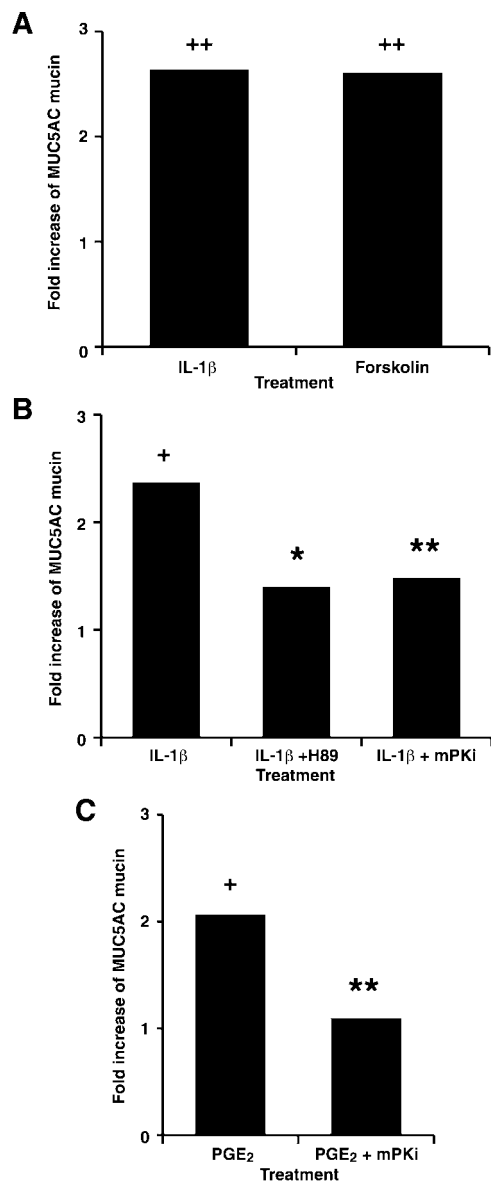 A
3
++
++
2
1
0
Fold increase of MUC5AC mucin
IL-1β
Forskolin
Treatment
B
3
+
2
**
*
1
0
Fold increase of MUC5AC mucin
IL-1β
IL-1β +H89
IL-1β + mPKi
Treatment
C
3
+
2
**
1
0
Fold increase of MUC5AC mucin
PGE₂
PGE₂ + mPKi
Treatment